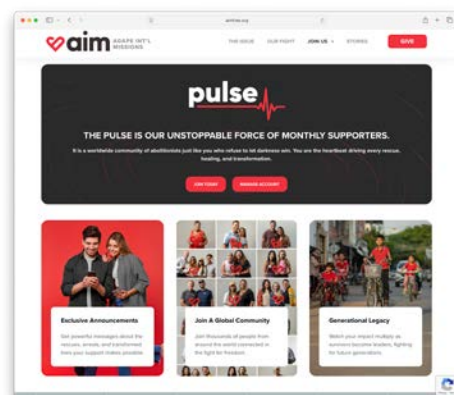 aimfree.org
aim AGAPE INT'L
MISSIONS
THE ISSUE OUR FIGHT JOIN US STORIES GIVE
pulse
THE PULSE IS OUR UNSTOPPABLE FORCE OF MONTHLY SUPPORTERS.
It is a worldwide community of abolitionists just like you who refuse to let darkness win. You are the heartbeat driving every rescue,
healing, and transformation.
JOIN TODAY MANAGE ACCOUNT
Exclusive Announcements
Get powerful messages about the
rescues, arrests, and transformed
lives your support makes possible.
Join A Global Community
Join thousands of people from
around the world connected in
the fight for freedom.
Generational Legacy
Watch your impact multiply as
survivors become leaders, fighting
for future generations.